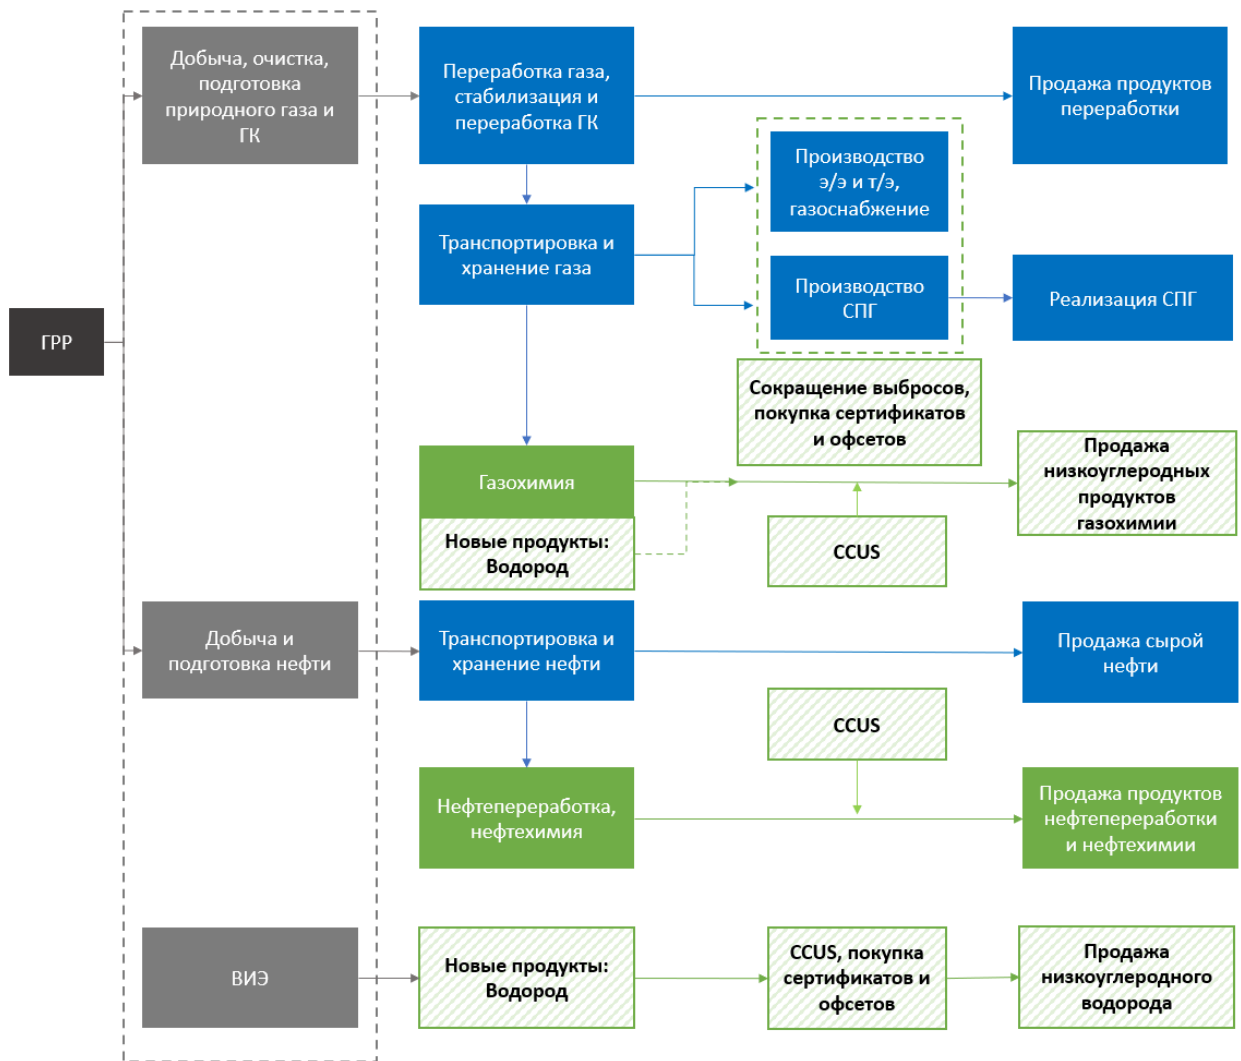 Добыча, очистка,
подготовка
природного газа и
ГК
Переработка газа,
стабилизация и
переработка ГК
Продажа продуктов
переработки
Производство
э/э и т/э,
газоснабжение
Транспортировка и
хранение газа
Производство
СПГ
Реализация СПГ
ГРР
Сокращение выбросов,
покупка сертификатов
и офсетов
Газохимия
Продажа
низкоуглеродных
продуктов
газохимии
Новые продукты:
Водород
CCUS
Добыча и
подготовка нефти
Транспортировка и
хранение нефти
Продажа сырой
нефти
CCUS
Нефтепереработка,
нефтехимия
Продажа продуктов
нефтепереработки
и нефтехимии
ВИЭ
Новые продукты:
Водород
CCUS, покупка
сертификатов и
офсетов
Продажа
низкоуглеродного
водорода